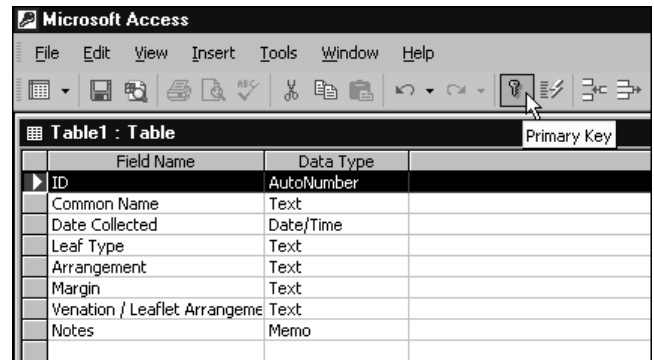 Microsoft Access
File Edit View Insert Tools Window Help
ABC
Table1 : Table
Primary Key
Field Name Data Type
ID AutoNumber
Common Name Text
Date Collected Date/Time
Leaf Type Text
Arrangement Text
Margin Text
Venation / Leaflet Arrangeme Text
Notes Memo